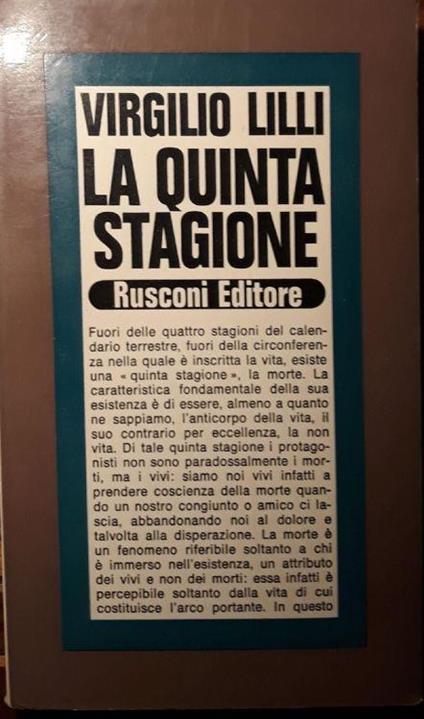 VIRGILIO LILLI
LA QUINTA
STAGIONE
Rusconi Editore
Fuori delle quattro stagioni del calen-
dario terrestre, fuori della circonferen-
za nella quale è inscritta la vita, esiste
una « quinta stagione », la morte. La
caratteristica fondamentale della sua
esistenza è di essere, almeno a quanto
ne sappiamo, l'anticorpo della vita, il
suo contrario per eccellenza, la non
vita. Di tale quinta stagione i protago-
nisti non sono paradossalmente i mor-
ti, ma i vivi: siamo noi vivi infatti a
prendere coscienza della morte quan-
do un nostro congiunto o amico ci la-
scia, abbandonando noi al dolore e
talvolta alla disperazione. La morte è
un fenomeno riferibile soltanto a chi
è immerso nell'esistenza, un attributo
dei vivi e non dei morti: essa infatti è
percepibile soltanto dalla vita di cui
costituisce l'arco portante. In questo